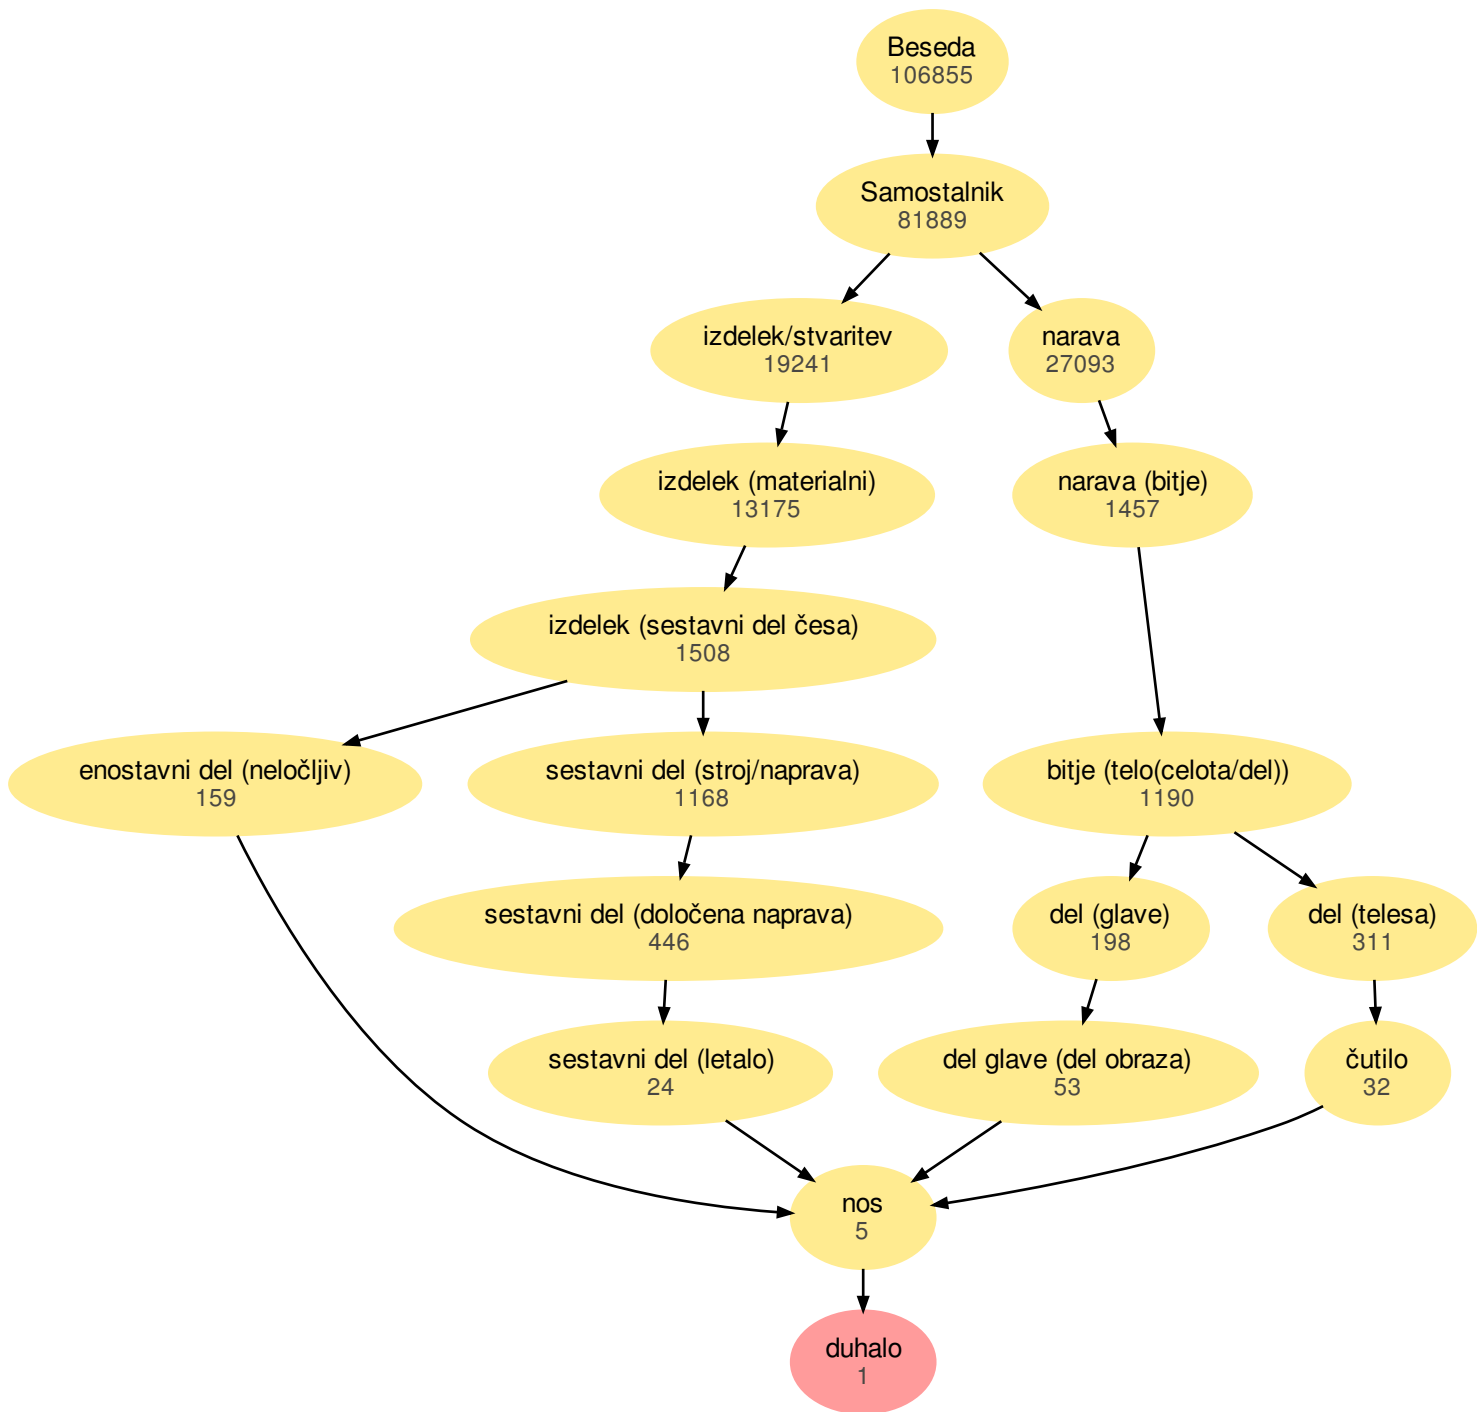 Beseda
106855
Samostalnik
81889
izdelek/stvaritev
19241
narava
27093
izdelek (materialni)
13175
narava (bitje)
1457
izdelek (sestavni del česa)
1508
enostavni del (neločljiv)
159
sestavni del (stroj/naprava)
1168
bitje (telo(celota/del))
1190
sestavni del (določena naprava)
446
del (glave)
198
del (telesa)
311
sestavni del (letalo)
24
del glave (del obraza)
53
čutilo
32
nos
5
duhalo
1